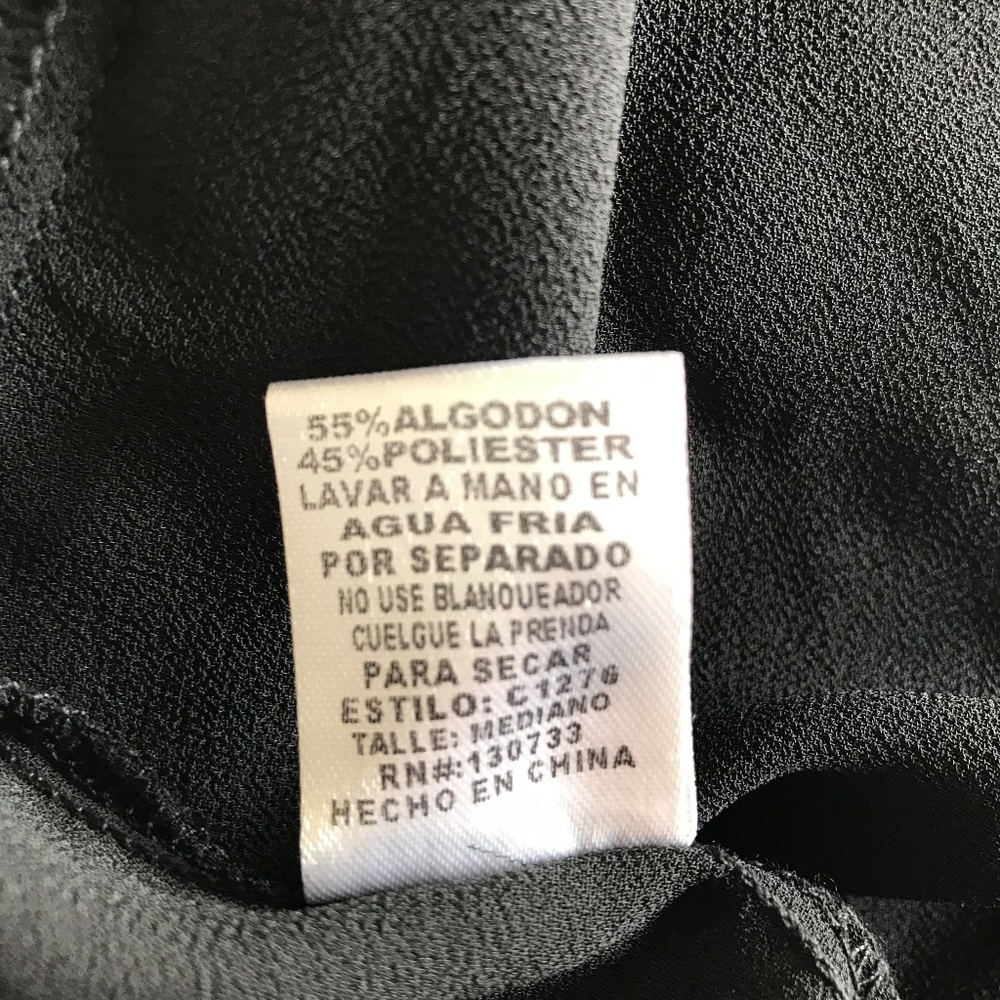 55%ALGODON
45%POLIESTER
LAVAR A MANO EN
AGUA FRIA
POR SEPARADO
NO USE BLANQUEADOR
CUELGUE LA PRENDA
PARA SECAR
ESTILO: C1276
TALLE: MEDIANO
RN#:130733
HECHO EN CHINA